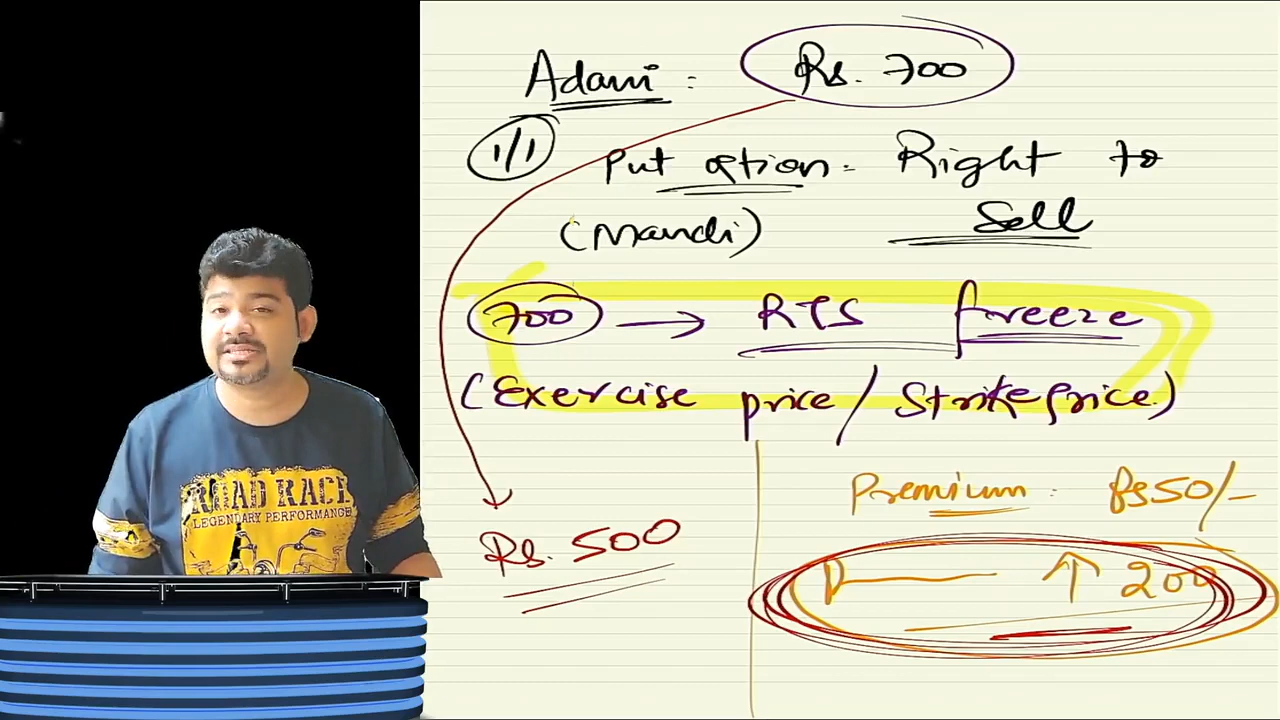 Adani : Rs. 700
1/1
Put option = Right to
(Mandi) Sell
700 → RTS freeze
(Exercise price / Strike price)
Premium : Rs 50/-
Rs. 500
P ↑ 200
ROAD RACE
LEGENDARY PERFORMANCE